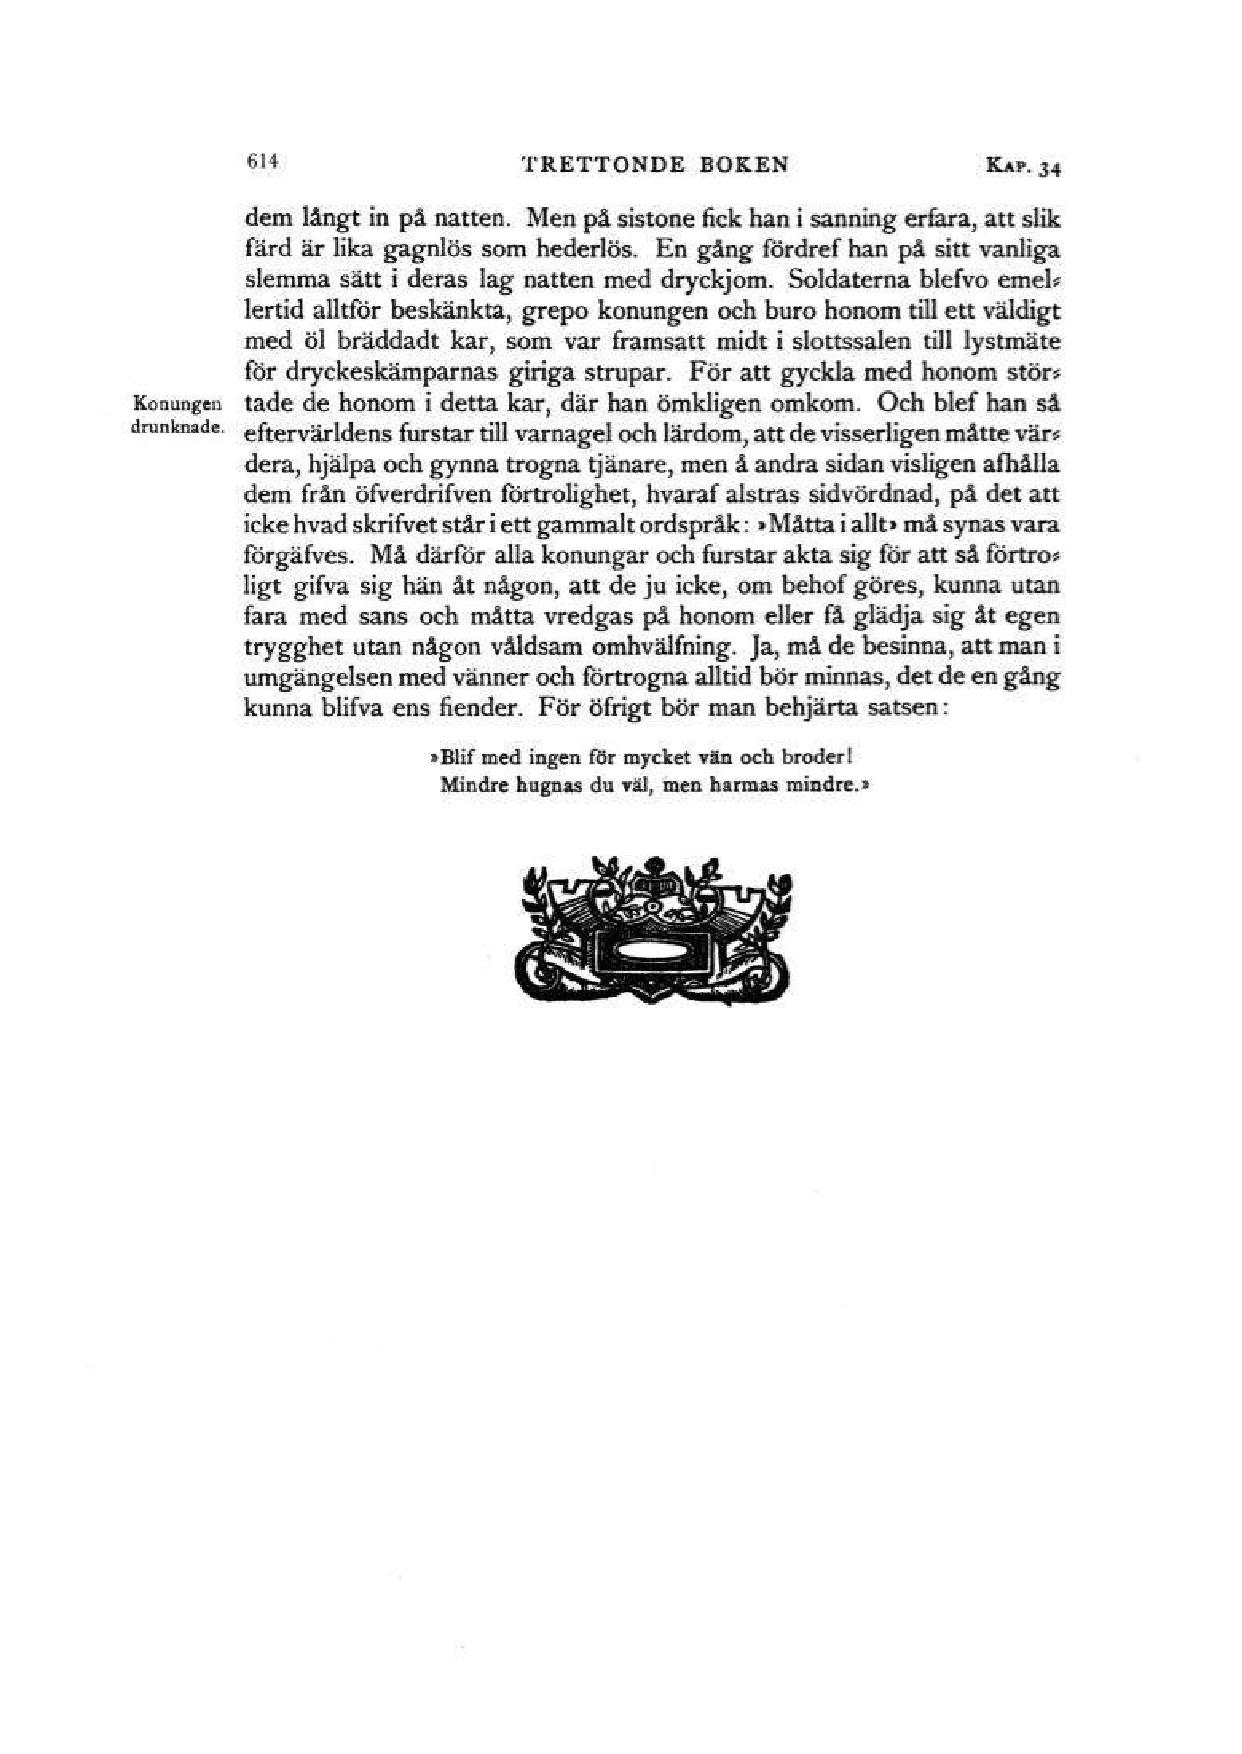 614 TRETTONDE BOKEN KAP. 34
dem långt in på natten. Men på sistone fick han i sanning erfara, att slik
färd är lika gagnlös som hederlös. En gång fördref han på sitt vanliga
slemma sätt i deras lag natten med dryckjom. Soldaterna blefvo emel-
lertid alltför beskänkta, grepo konungen och buro honom till ett väldigt
med öl bräddadt kar, som var framsatt midt i slottssalen till lystmäte
för dryckeskämparnas giriga strupar. För att gyckla med honom stör-
Konungen tade de honom i detta kar, där han ömkligen omkom. Och blef han så
drunknade. eftervärldens furstar till varnagel och lärdom, att de visserligen måtte vär-
dera, hjälpa och gynna trogna tjänare, men å andra sidan visligen afhålla
dem från öfverdrifven förtrolighet, hvaraf alstras sidvördnad, på det att
icke hvad skrifvet står i ett gammalt ordspråk: »Måtta i allt» må synas vara
förgäfves. Må därför alla konungar och furstar akta sig för att så förtro-
ligt gifva sig hän åt någon, att de ju icke, om behof göres, kunna utan
fara med sans och måtta vredgas på honom eller få glädja sig åt egen
trygghet utan någon våldsam omhvälfning. Ja, må de besinna, att man i
umgängelsen med vänner och förtrogna alltid bör minnas, det de en gång
kunna blifva ens fiender. För öfrigt bör man behjärta satsen:
»Blif med ingen för mycket vän och broder!
Mindre hugnas du väl, men harmas mindre.»